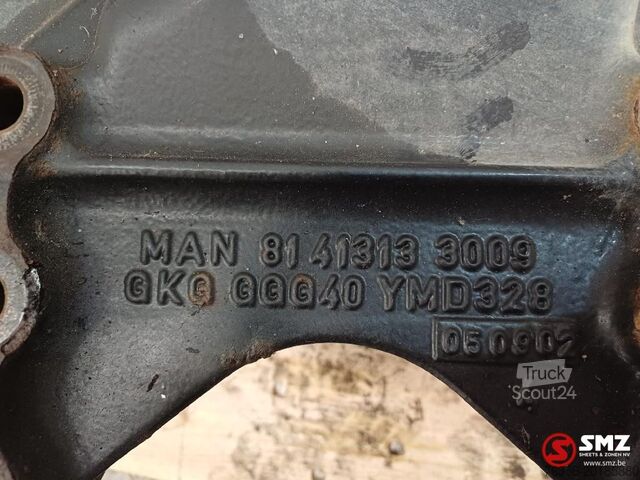 MAN 81 41313 3009
GKG GGG40 YMD328
050902
Truck
Scout24
SMZ
SHEETS & ZONEN NV
www.smz.be